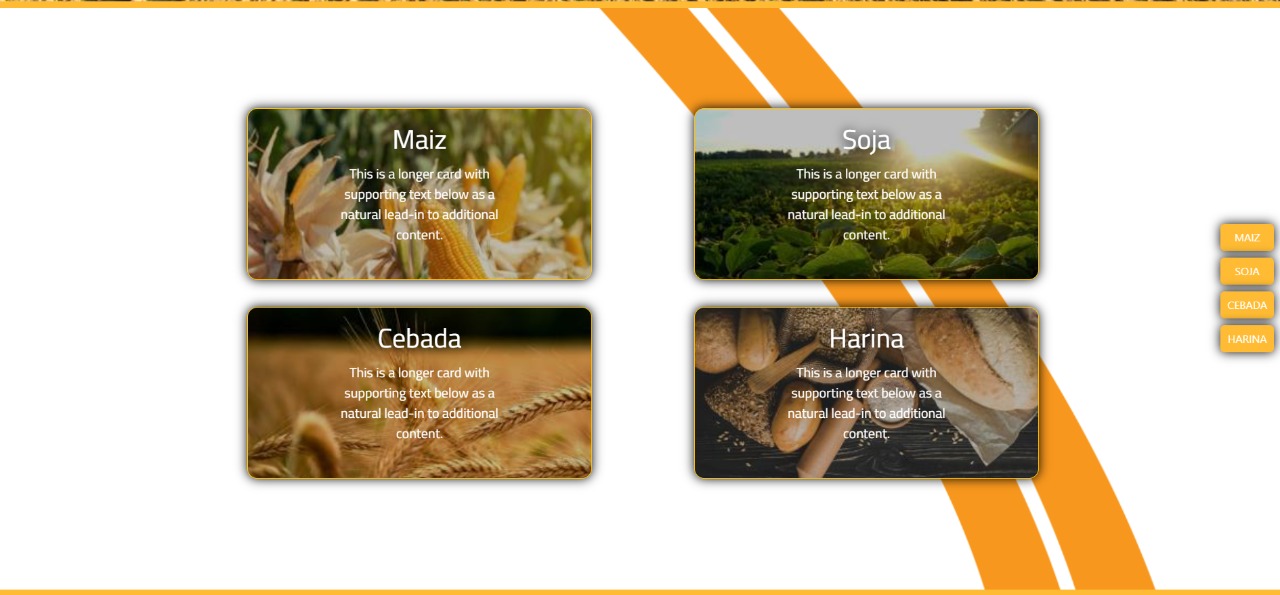 Maiz
This is a longer card with
supporting text below as a
natural lead-in to additional
content.
Soja
This is a longer card with
supporting text below as a
natural lead-in to additional
content.
Cebada
This is a longer card with
supporting text below as a
natural lead-in to additional
content.
Harina
This is a longer card with
supporting text below as a
natural lead-in to additional
content.
MAIZ
SOJA
CEBADA
HARINA